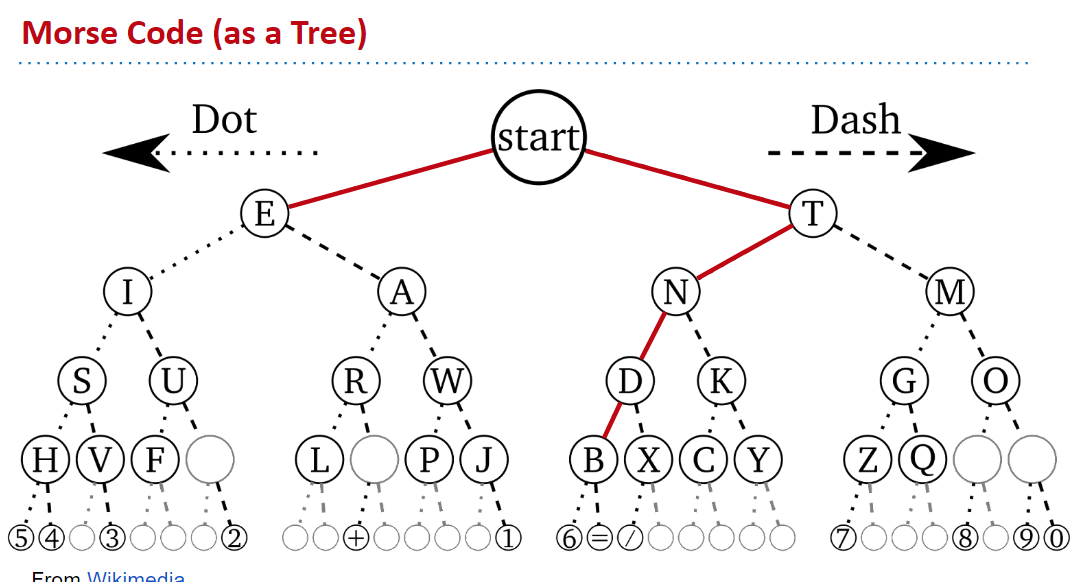 Morse Code (as a Tree)
Dot
start
Dash
E T
I A N M
S U R W D K G O
H V F L P J B X C Y Z Q
5 4 3 2 + 1 6 = / 7 8 9 0
From Wikimedia